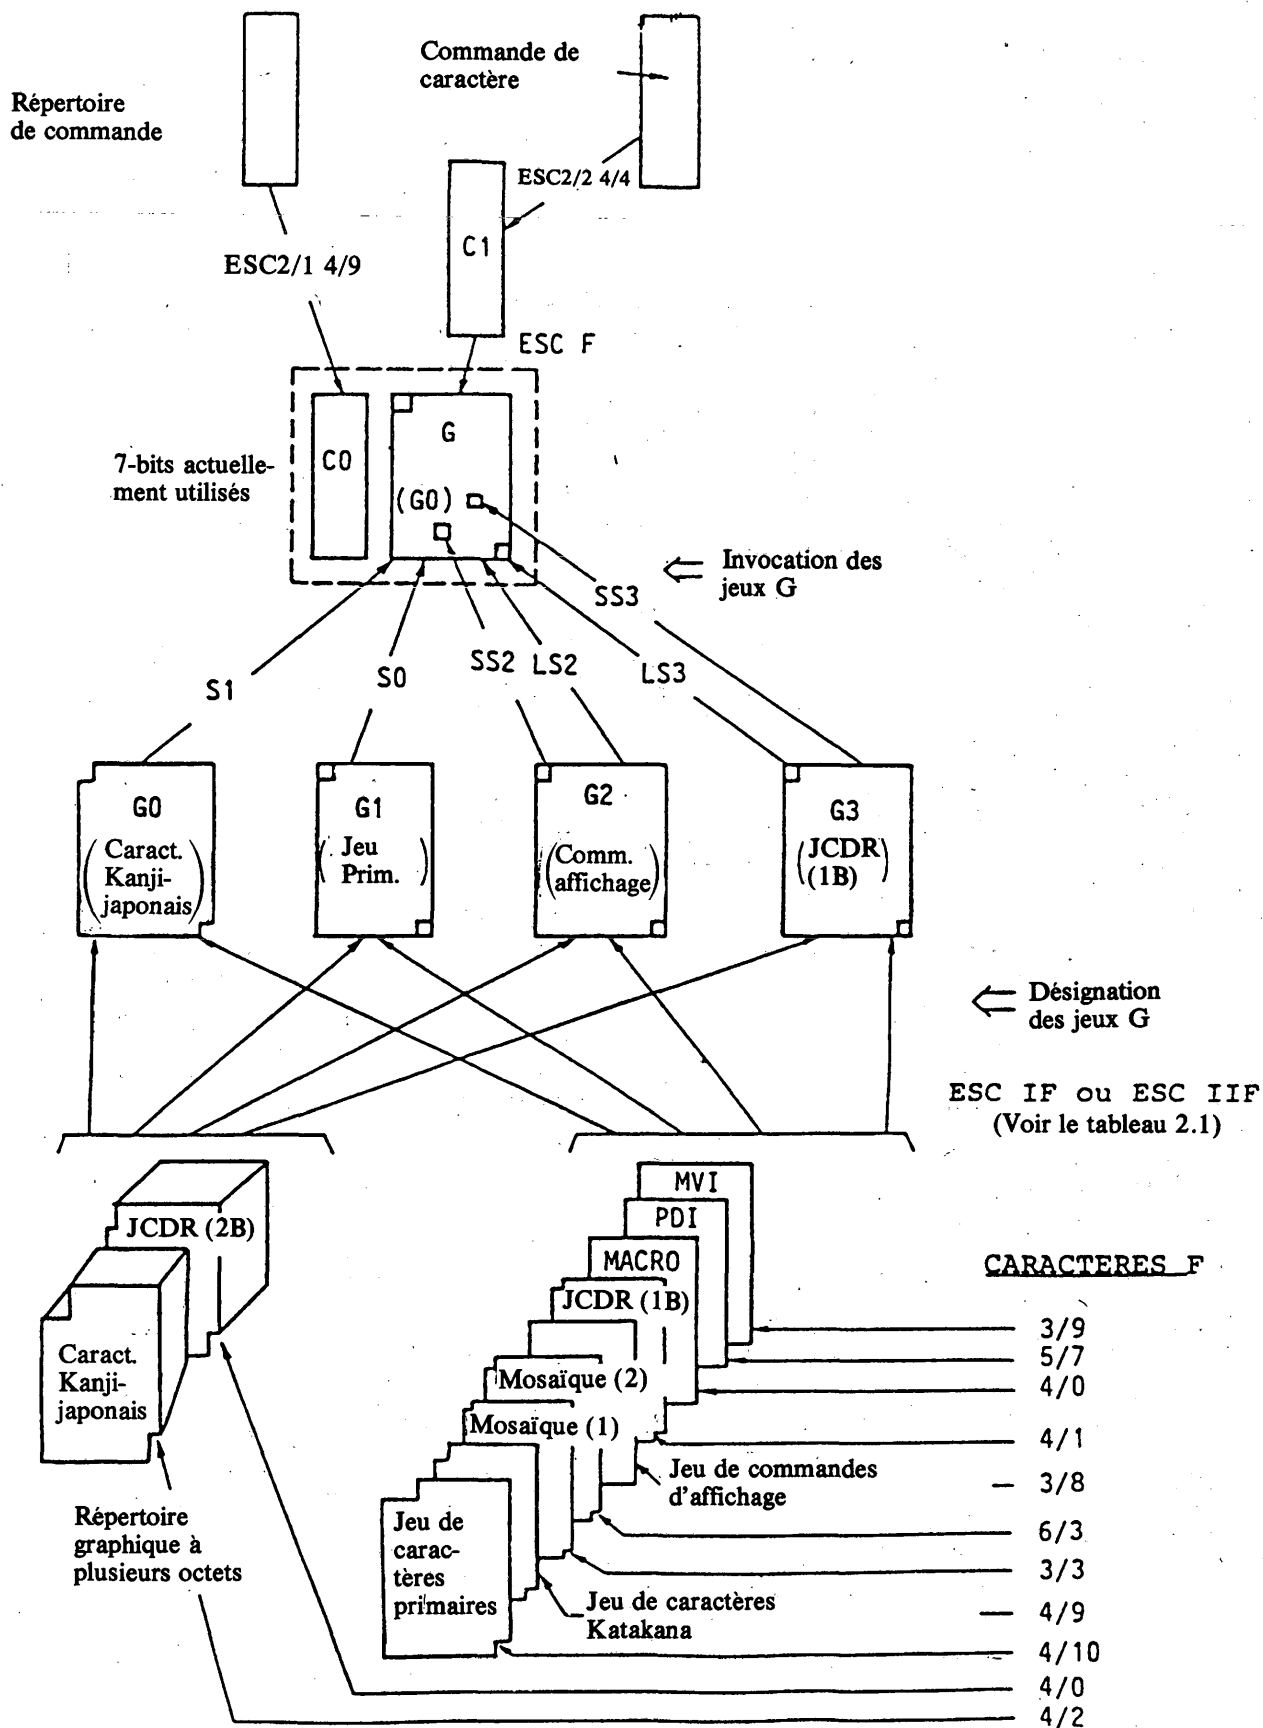 Commande de
caractère
Répertoire
de commande
ESC2/2 4/4
C1
ESC2/1 4/9
ESC F
7-bits actuelle-
ment utilisés
C0
G
(G0)
Invocation des
jeux G
SS3
S1
S0
SS2
LS2
LS3
G0
(Caract.
Kanji-
japonais)
G1
(Jeu
Prim.)
G2
(Comm.
affichage)
G3
(JCDR)
(1B)
Désignation
des jeux G
ESC IF ou ESC IIF
(Voir le tableau 2.1)
JCDR (2B)
Caract.
Kanji-
japonais
Répertoire
graphique à
plusieurs octets
MVI
PDI
MACRO
JCDR (1B)
Mosaïque (2)
Mosaïque (1)
Jeu de
carac-
tères
primaires
Jeu de commandes
d'affichage
Jeu de caractères
Katakana
CARACTERES F
3/9
5/7
4/0
4/1
— 3/8
6/3
3/3
— 4/9
4/10
4/0
4/2